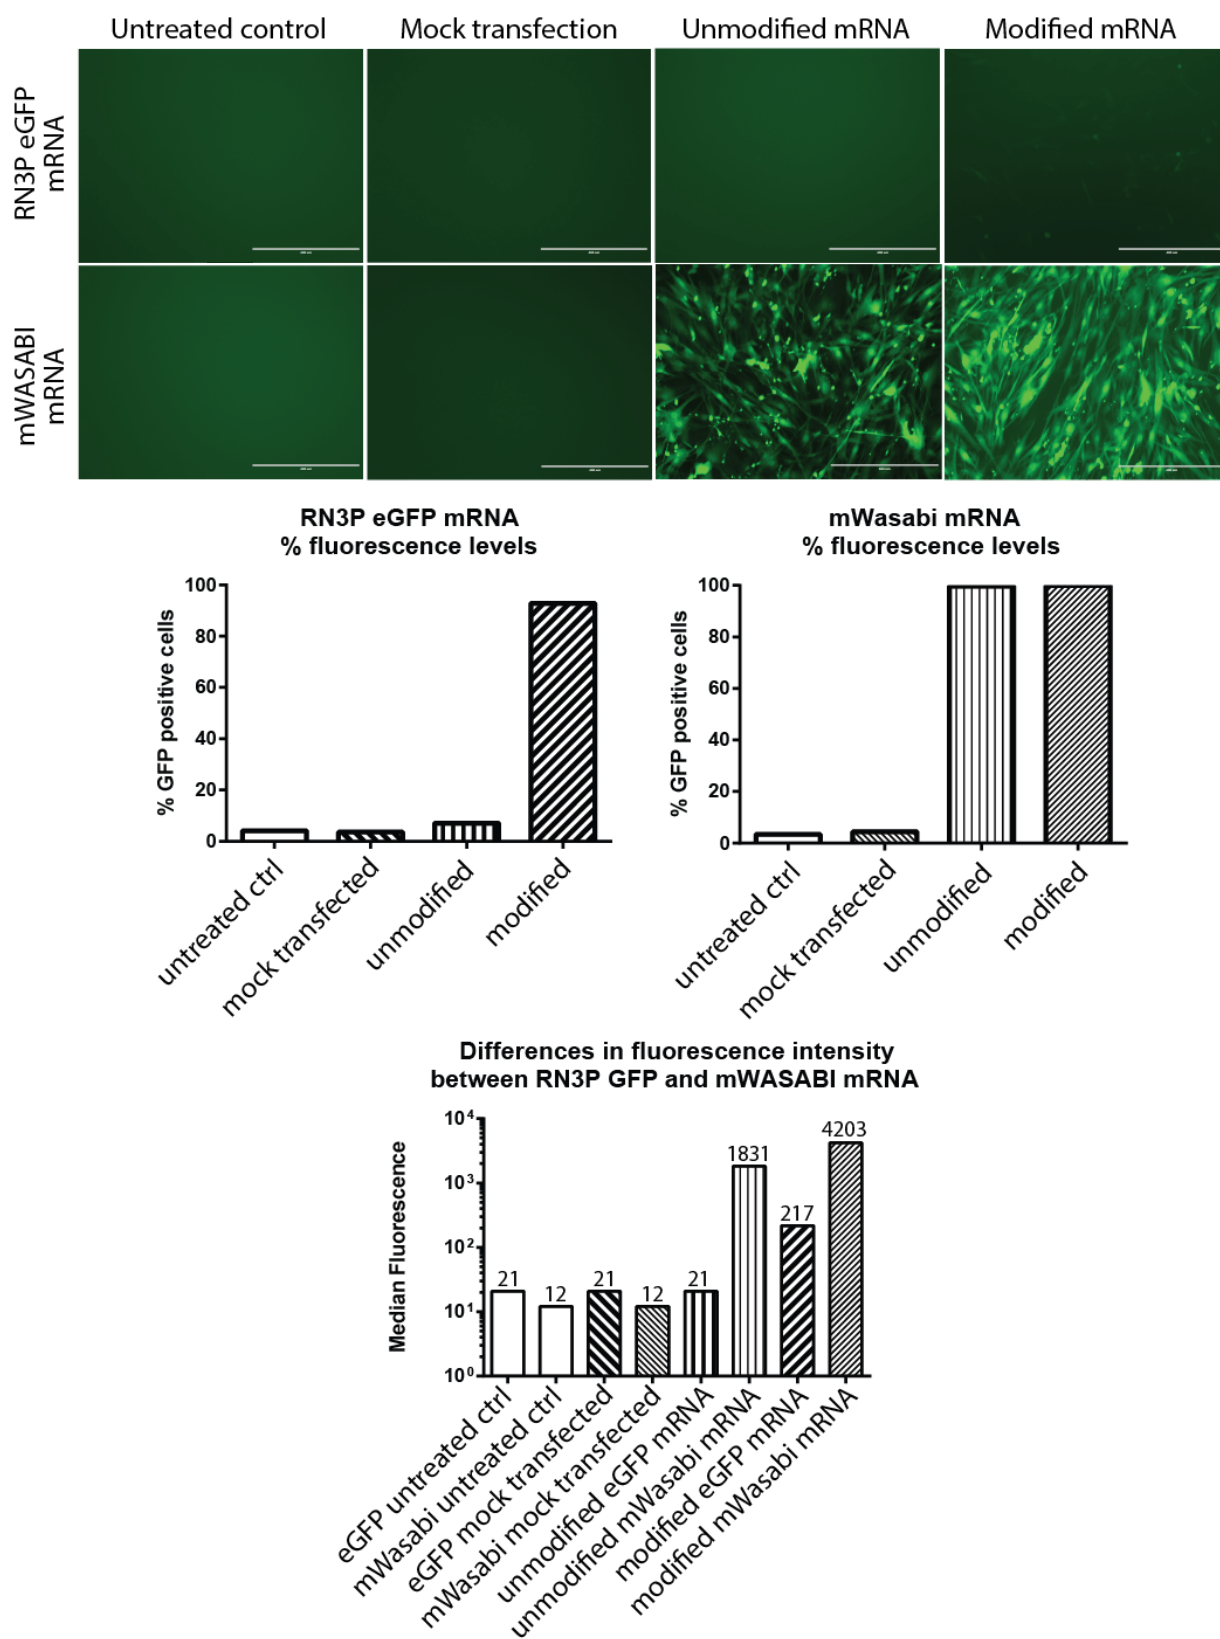 Untreated control
Mock transfection
Unmodified mRNA
Modified mRNA
RN3P eGFP
mRNA
mWASABI
mRNA
RN3P eGFP mRNA
% fluorescence levels
% GFP positive cells
100
80
60
40
20
0
untreated ctrl
mock transfected
unmodified
modified
mWasabi mRNA
% fluorescence levels
% GFP positive cells
100
80
60
40
20
0
untreated ctrl
mock transfected
unmodified
modified
Differences in fluorescence intensity
between RN3P GFP and mWASABI mRNA
Median Fluorescence
10⁴
10³
10²
10¹
10⁰
21
12
21
12
21
1831
217
4203
eGFP untreated ctrl
mWasabi untreated ctrl
eGFP mock transfected
mWasabi mock transfected
unmodified eGFP mRNA
unmodified mWasabi mRNA
modified eGFP mRNA
modified mWasabi mRNA